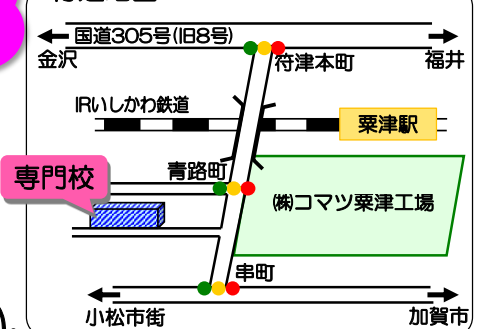 国道305号(旧8号)
金沢
符津本町
福井
IRいしかわ鉄道
粟津駅
青路町
専門校
㈱コマツ粟津工場
串町
小松市街
加賀市